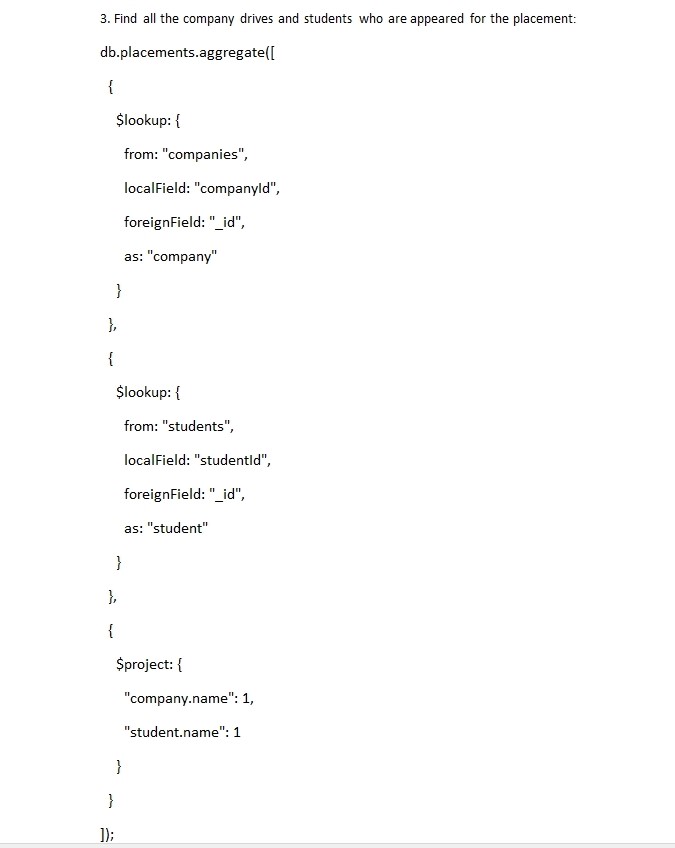 3. Find all the company drives and students who are appeared for the placement:
db.placements.aggregate([
{
$lookup: {
from: "companies",
localField: "companyId",
foreignField: "_id",
as: "company"
}
},
{
$lookup: {
from: "students",
localField: "studentId",
foreignField: "_id",
as: "student"
}
},
{
$project: {
"company.name": 1,
"student.name": 1
}
}
]);